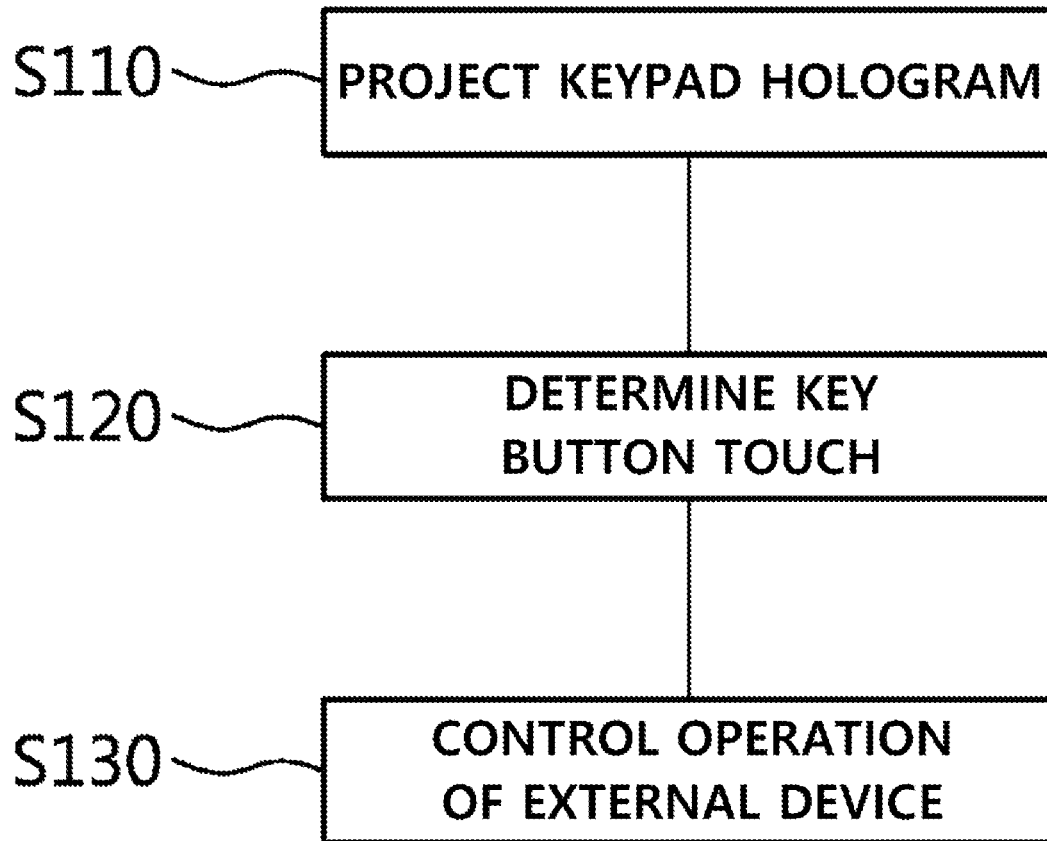 S110
PROJECT KEYPAD HOLOGRAM
S120
DETERMINE KEY
BUTTON TOUCH
S130
CONTROL OPERATION
OF EXTERNAL DEVICE